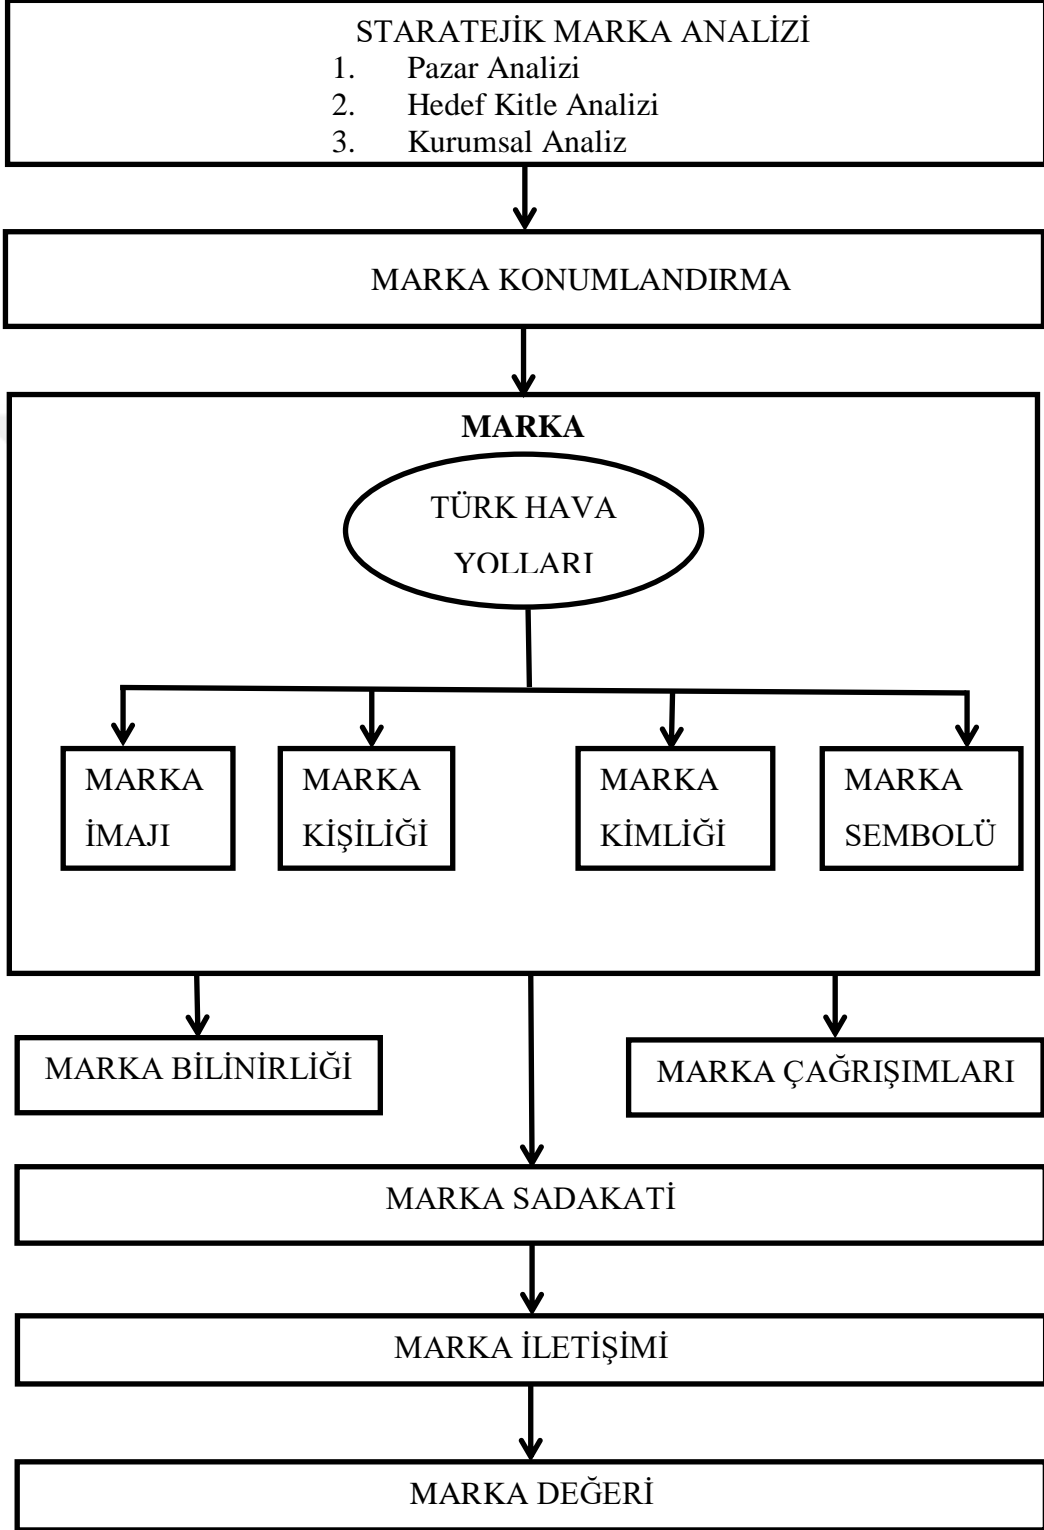 STARATEJİK MARKA ANALİZİ
1. Pazar Analizi
2. Hedef Kitle Analizi
3. Kurumsal Analiz
MARKA KONUMLANDIRMA
MARKA
TÜRK HAVA
YOLLARI
MARKA
İMAJI
MARKA
KİŞİLİĞİ
MARKA
KİMLİĞİ
MARKA
SEMBOLÜ
MARKA BİLİNİRLİĞİ
MARKA ÇAĞRIŞIMLARI
MARKA SADAKATİ
MARKA İLETİŞİMİ
MARKA DEĞERİ